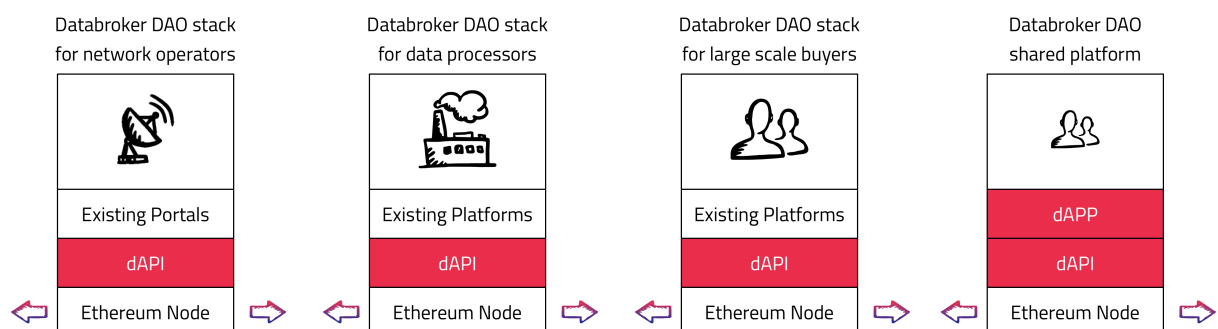 Databroker DAO stack
for network operators
Existing Portals
dAPI
Ethereum Node
Databroker DAO stack
for data processors
Existing Platforms
dAPI
Ethereum Node
Databroker DAO stack
for large scale buyers
Existing Platforms
dAPI
Ethereum Node
Databroker DAO
shared platform
dAPP
dAPI
Ethereum Node